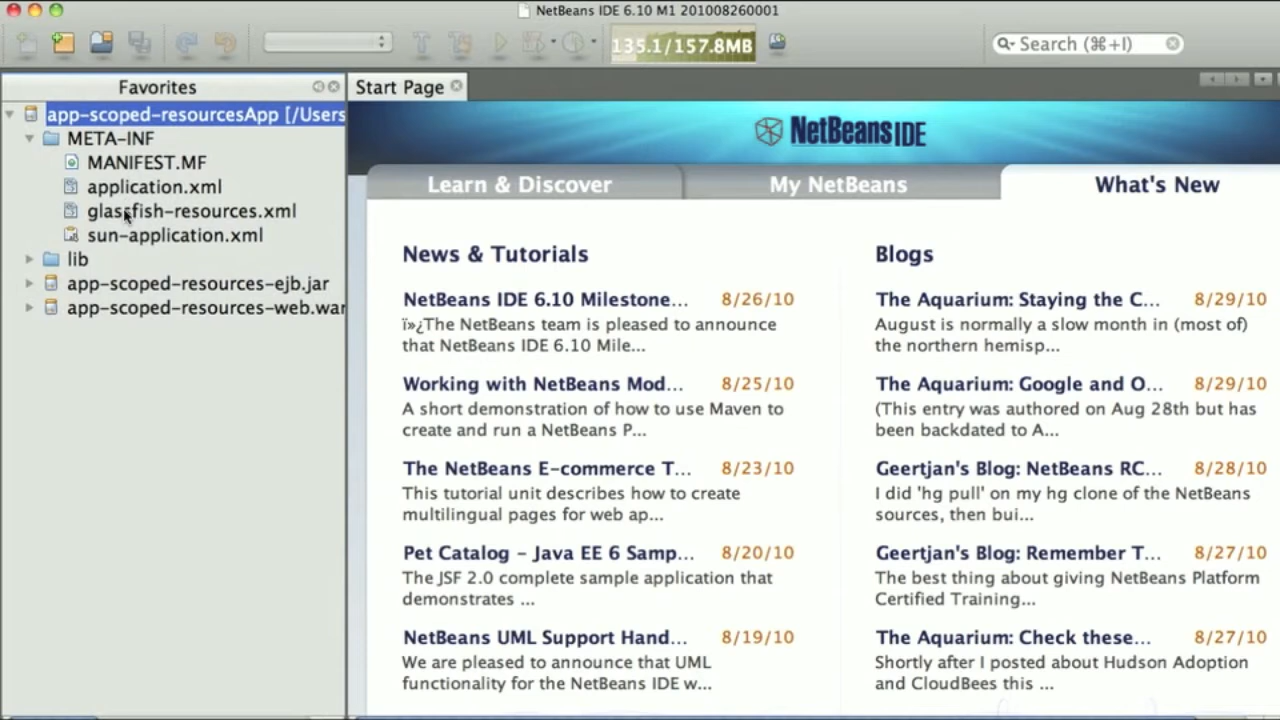 NetBeans IDE 6.10 M1 201008260001
135.1/157.8MB
Search (⌘+I)
Favorites
Start Page
app-scoped-resourcesApp [/Users
META-INF
MANIFEST.MF
application.xml
glassfish-resources.xml
sun-application.xml
lib
app-scoped-resources-ejb.jar
app-scoped-resources-web.war
NetBeans IDE
Learn & Discover
My NetBeans
What's New
News & Tutorials
NetBeans IDE 6.10 Milestone... 8/26/10
ï»¿The NetBeans team is pleased to announce
that NetBeans IDE 6.10 Mile...
Working with NetBeans Mod... 8/25/10
A short demonstration of how to use Maven to
create and run a NetBeans P...
The NetBeans E-commerce T... 8/23/10
This tutorial unit describes how to create
multilingual pages for web ap...
Pet Catalog - Java EE 6 Samp... 8/20/10
The JSF 2.0 complete sample application that
demonstrates ...
NetBeans UML Support Hand... 8/19/10
We are pleased to announce that UML
functionality for the NetBeans IDE w...
Blogs
The Aquarium: Staying the C... 8/29/10
August is normally a slow month in (most of)
the northern hemisp...
The Aquarium: Google and O... 8/29/10
(This entry was authored on Aug 28th but has
been backdated to A...
Geertjan's Blog: NetBeans RC... 8/28/10
I did 'hg pull' on my hg clone of the NetBeans
sources, then bui...
Geertjan's Blog: Remember T... 8/27/10
The best thing about giving NetBeans Platform
Certified Training...
The Aquarium: Check these... 8/27/10
Shortly after I posted about Hudson Adoption
and CloudBees this ...